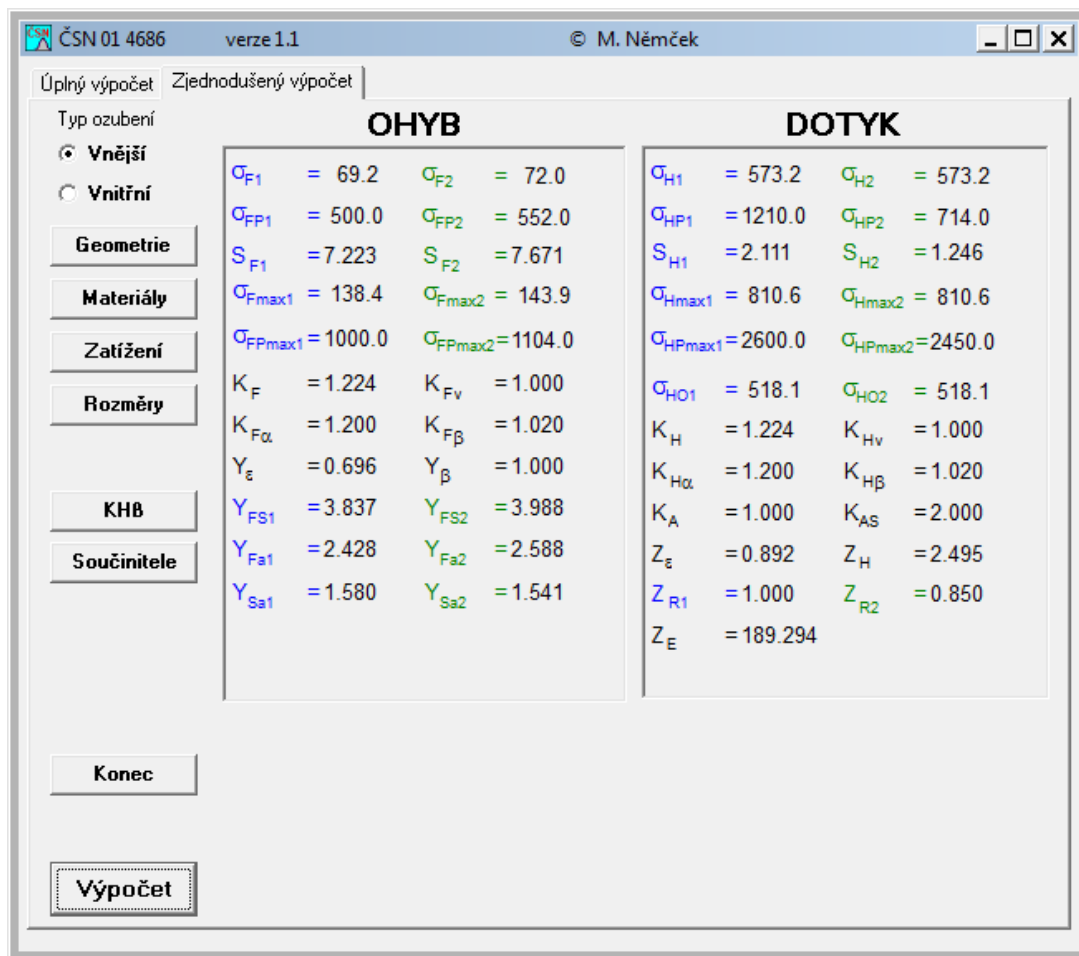 ČSN 01 4686 verze 1.1 © M. Němček
Úplný výpočet Zjednodušený výpočet
Typ ozubení
Vnější
Vnitřní
Geometrie
Materiály
Zatížení
Rozměry
KHß
Součinitele
Konec
Výpočet
OHYB
σF1 = 69.2 σF2 = 72.0
σFP1 = 500.0 σFP2 = 552.0
SF1 =7.223 SF2 =7.671
σFmax1 = 138.4 σFmax2 = 143.9
σFPmax1=1000.0 σFPmax2=1104.0
KF =1.224 KFv =1.000
KFα =1.200 KFβ =1.020
Yε =0.696 Yβ =1.000
YFS1 =3.837 YFS2 =3.988
YFa1 =2.428 YFa2 =2.588
YSa1 =1.580 YSa2 =1.541
DOTYK
σH1 = 573.2 σH2 = 573.2
σHP1 =1210.0 σHP2 = 714.0
SH1 =2.111 SH2 =1.246
σHmax1 = 810.6 σHmax2 = 810.6
σHPmax1=2600.0 σHPmax2=2450.0
σHO1 = 518.1 σHO2 = 518.1
KH =1.224 KHv =1.000
KHα =1.200 KHβ =1.020
KA =1.000 KAS =2.000
Zε =0.892 ZH =2.495
ZR1 =1.000 ZR2 =0.850
ZE =189.294